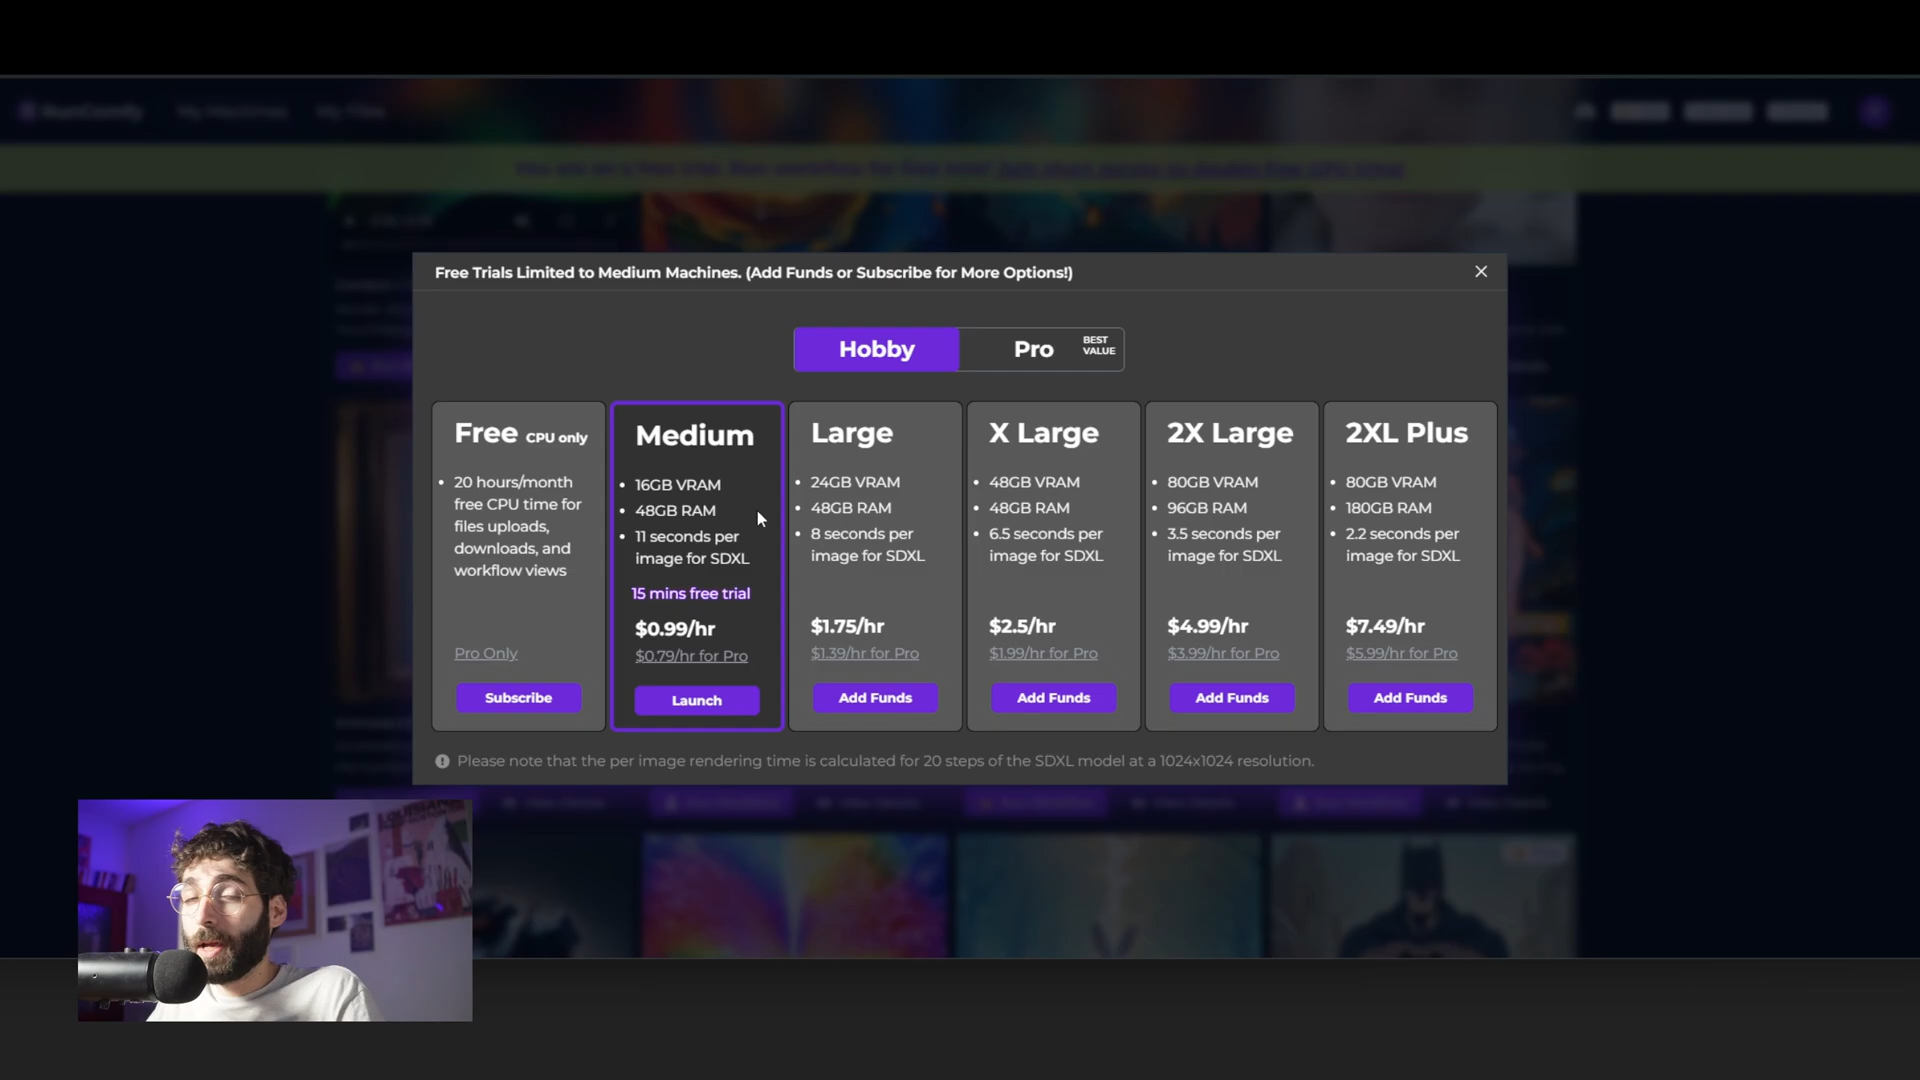 RunComfy
My Machines
My Files
Free Trials Limited to Medium Machines. (Add Funds or Subscribe for More Options!)
Hobby
Pro
BEST
VALUE
Free CPU only
20 hours/month
free CPU time for
files uploads,
downloads, and
workflow views
Pro Only
Subscribe
Medium
16GB VRAM
48GB RAM
11 seconds per
image for SDXL
15 mins free trial
$0.99/hr
$0.79/hr for Pro
Launch
Large
24GB VRAM
48GB RAM
8 seconds per
image for SDXL
$1.75/hr
$1.39/hr for Pro
Add Funds
X Large
48GB VRAM
48GB RAM
6.5 seconds per
image for SDXL
$2.5/hr
$1.99/hr for Pro
Add Funds
2X Large
80GB VRAM
96GB RAM
3.5 seconds per
image for SDXL
$4.99/hr
$3.99/hr for Pro
Add Funds
2XL Plus
80GB VRAM
180GB RAM
2.2 seconds per
image for SDXL
$7.49/hr
$5.99/hr for Pro
Add Funds
Please note that the per image rendering time is calculated for 20 steps of the SDXL model at a 1024x1024 resolution.